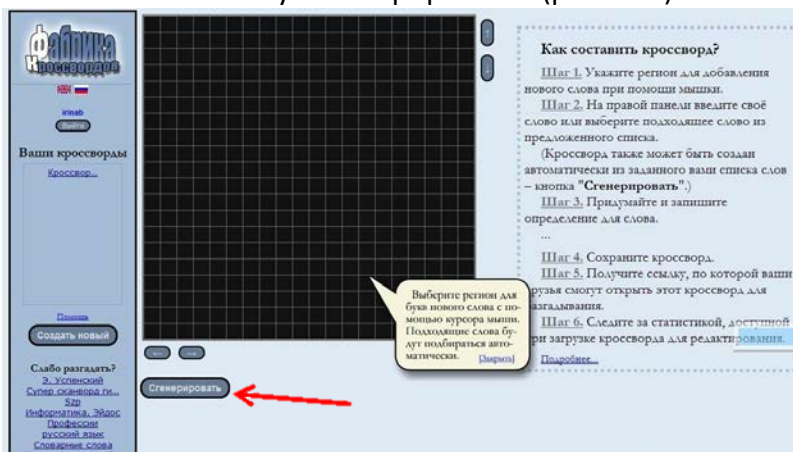 Фабрика
Кроссвордов
irinab
Выйти
Ваши кроссворды
Кроссвор...
Помощь
Создать новый
Слабо разгадать?
Э. Успенский
Супер сканворд ги...
Szp
Информатика. Эйдос
Профессии
русский язык
Словарные слова
Выберите регион для
букв нового слова с по-
мощью курсора мыши.
Подходящие слова бу-
дут подбираться авто-
матически. [Закрыть]
Сгенерировать
Как составить кроссворд?
Шаг 1. Укажите регион для добавления
нового слова при помощи мышки.
Шаг 2. На правой панели введите своё
слово или выберите подходящее слово из
предложенного списка.
(Кроссворд также может быть создан
автоматически из заданного вами списка слов
– кнопка "Сгенерировать".)
Шаг 3. Придумайте и запишите
определение для слова.
...
Шаг 4. Сохраните кроссворд.
Шаг 5. Получите ссылку, по которой ваши
друзья смогут открыть этот кроссворд для
разгадывания.
Шаг 6. Следите за статистикой, доступной
при загрузке кроссворда для редактирования.
Подробнее...